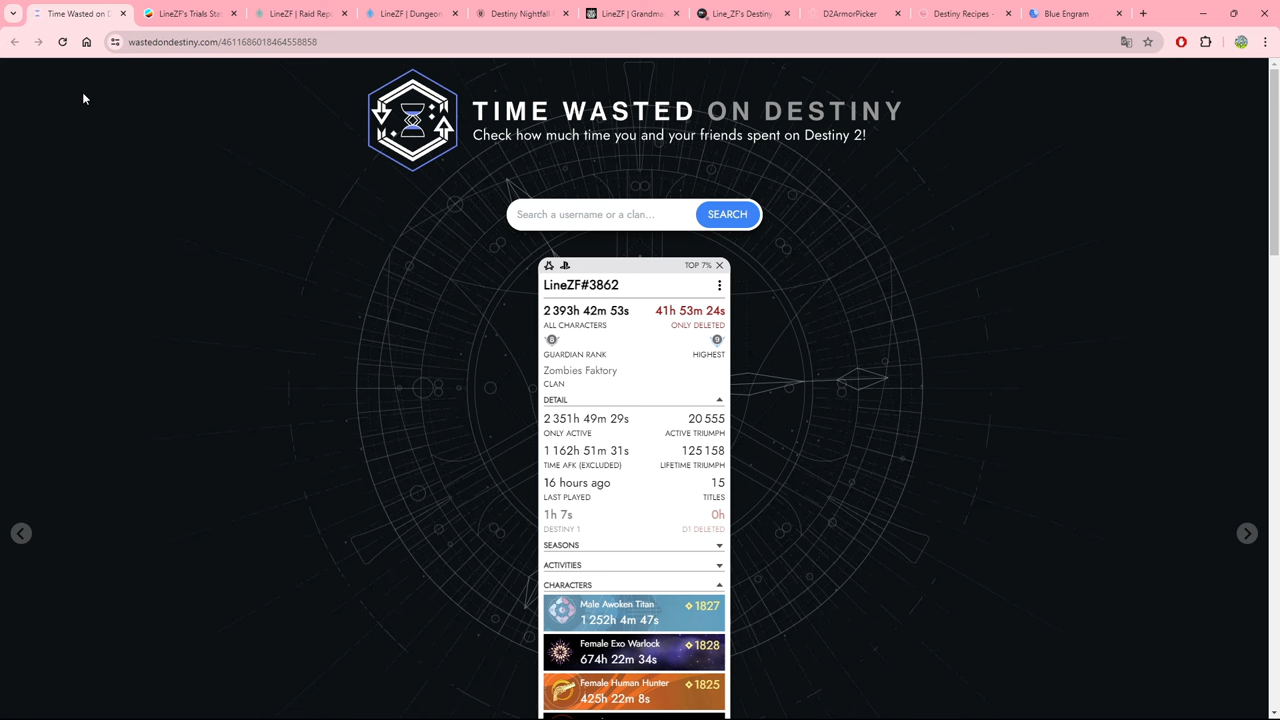 Time Wasted on D
LineZF's Trials Sta
LineZF | Raid Repo
LineZF | Dungeon
Destiny Nightfall
LineZF | Grandma
Line_ZF's Destiny
D2ArmorPicker
Destiny Recipes -
Blue Engram
wastedondestiny.com/4611686018464558858
TIME WASTED ON DESTINY
Check how much time you and your friends spent on Destiny 2!
Search a username or a clan...
SEARCH
TOP 7%
LineZF#3862
2 393h 42m 53s
41h 53m 24s
ALL CHARACTERS
ONLY DELETED
8
9
GUARDIAN RANK
HIGHEST
Zombies Faktory
CLAN
DETAIL
2 351h 49m 29s
20 555
ONLY ACTIVE
ACTIVE TRIUMPH
1 162h 51m 31s
125 158
TIME AFK (EXCLUDED)
LIFETIME TRIUMPH
16 hours ago
15
LAST PLAYED
TITLES
1h 7s
0h
DESTINY 1
D1 DELETED
SEASONS
ACTIVITIES
CHARACTERS
Male Awoken Titan
1827
1 252h 4m 47s
Female Exo Warlock
1828
674h 22m 34s
Female Human Hunter
1825
425h 22m 8s